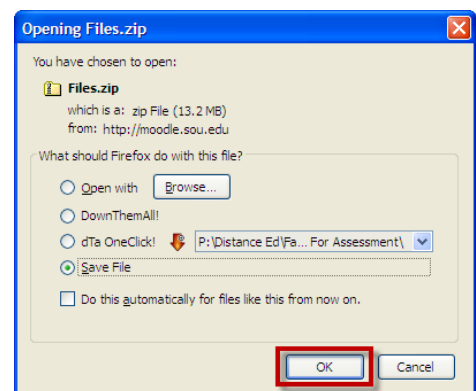 Opening Files.zip
You have chosen to open:
Files.zip
which is a: zip File (13.2 MB)
from: http://moodle.sou.edu
What should Firefox do with this file?
Open with Browse...
DownThemAll!
dTa OneClick! P:\Distance Ed\Fa... For Assessment\
Save File
Do this automatically for files like this from now on.
OK Cancel